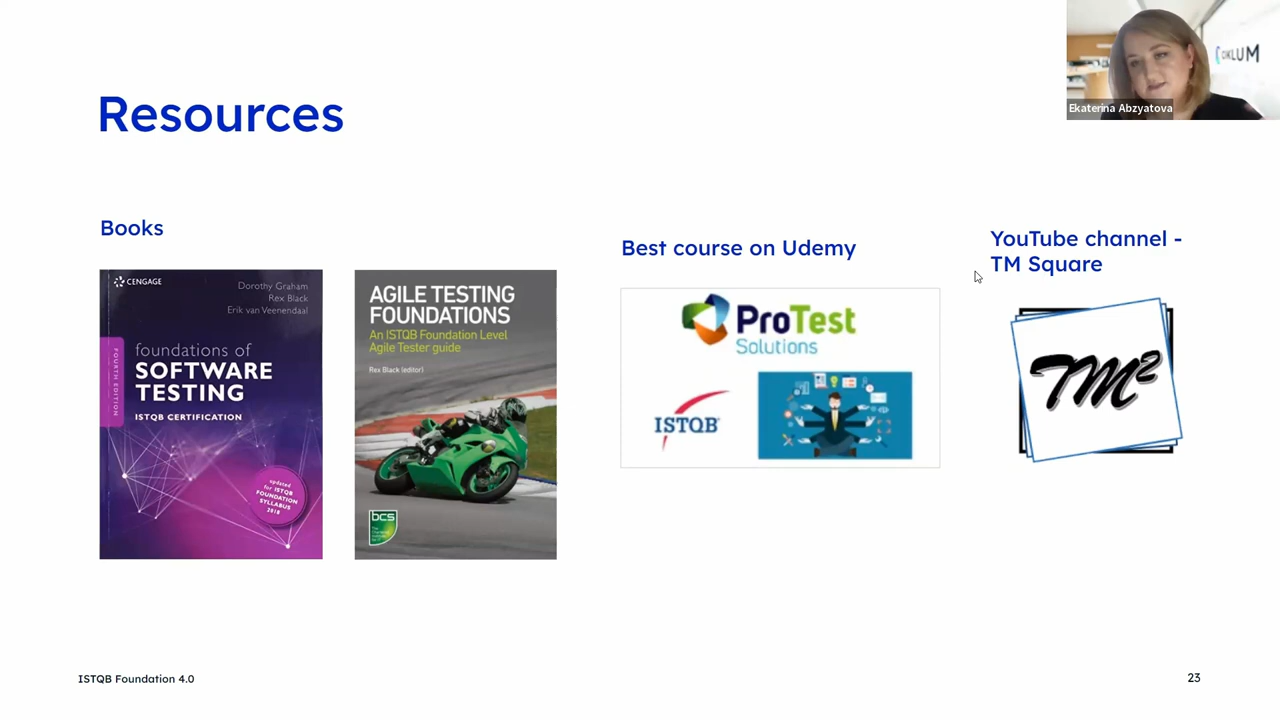 CIKLUM
Ekaterina Abzyatova
Resources
Books
CENGAGE
Dorothy Graham
Rex Black
Erik van Veenendaal
FOURTH EDITION
foundations of
SOFTWARE
TESTING
ISTQB CERTIFICATION
updated
for ISTQB
FOUNDATION
SYLLABUS
2018
AGILE TESTING
FOUNDATIONS
An ISTQB Foundation Level
Agile Tester guide
Rex Black (editor)
bcs
Best course on Udemy
ProTest
Solutions
ISTQB
YouTube channel -
TM Square
TM²
ISTQB Foundation 4.0
23